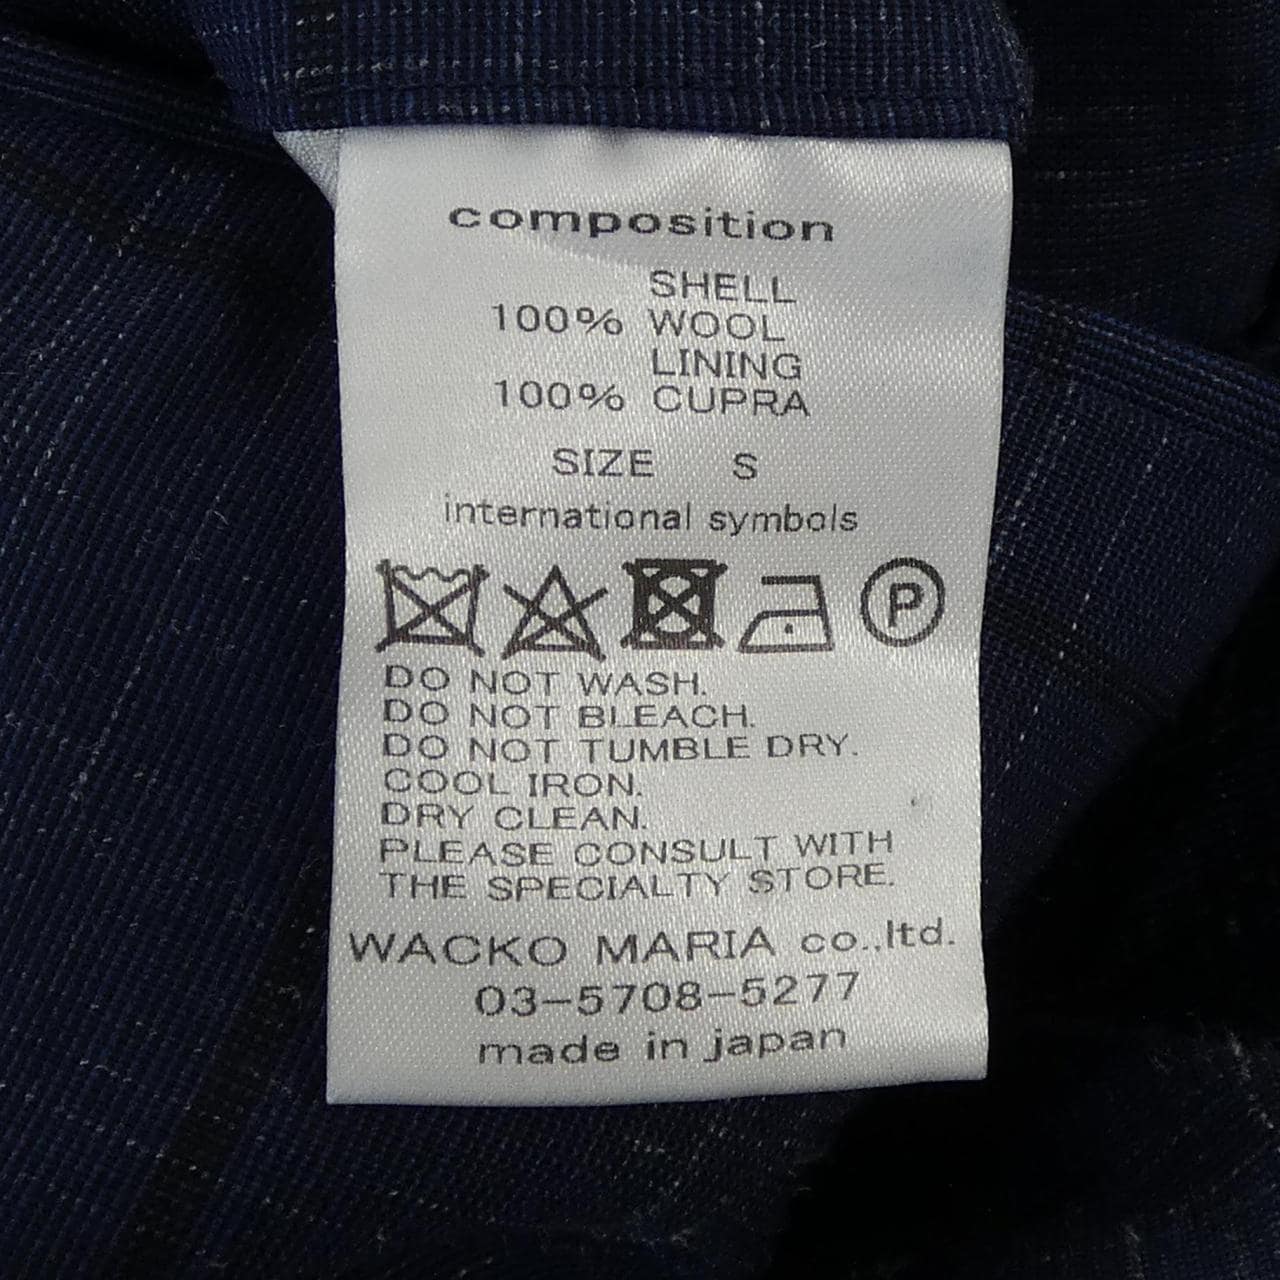 composition
SHELL
100% WOOL
LINING
100% CUPRA
SIZE S
international symbols
P
DO NOT WASH.
DO NOT BLEACH.
DO NOT TUMBLE DRY.
COOL IRON.
DRY CLEAN.
PLEASE CONSULT WITH
THE SPECIALTY STORE.
WACKO MARIA co.,ltd.
03-5708-5277
made in japan